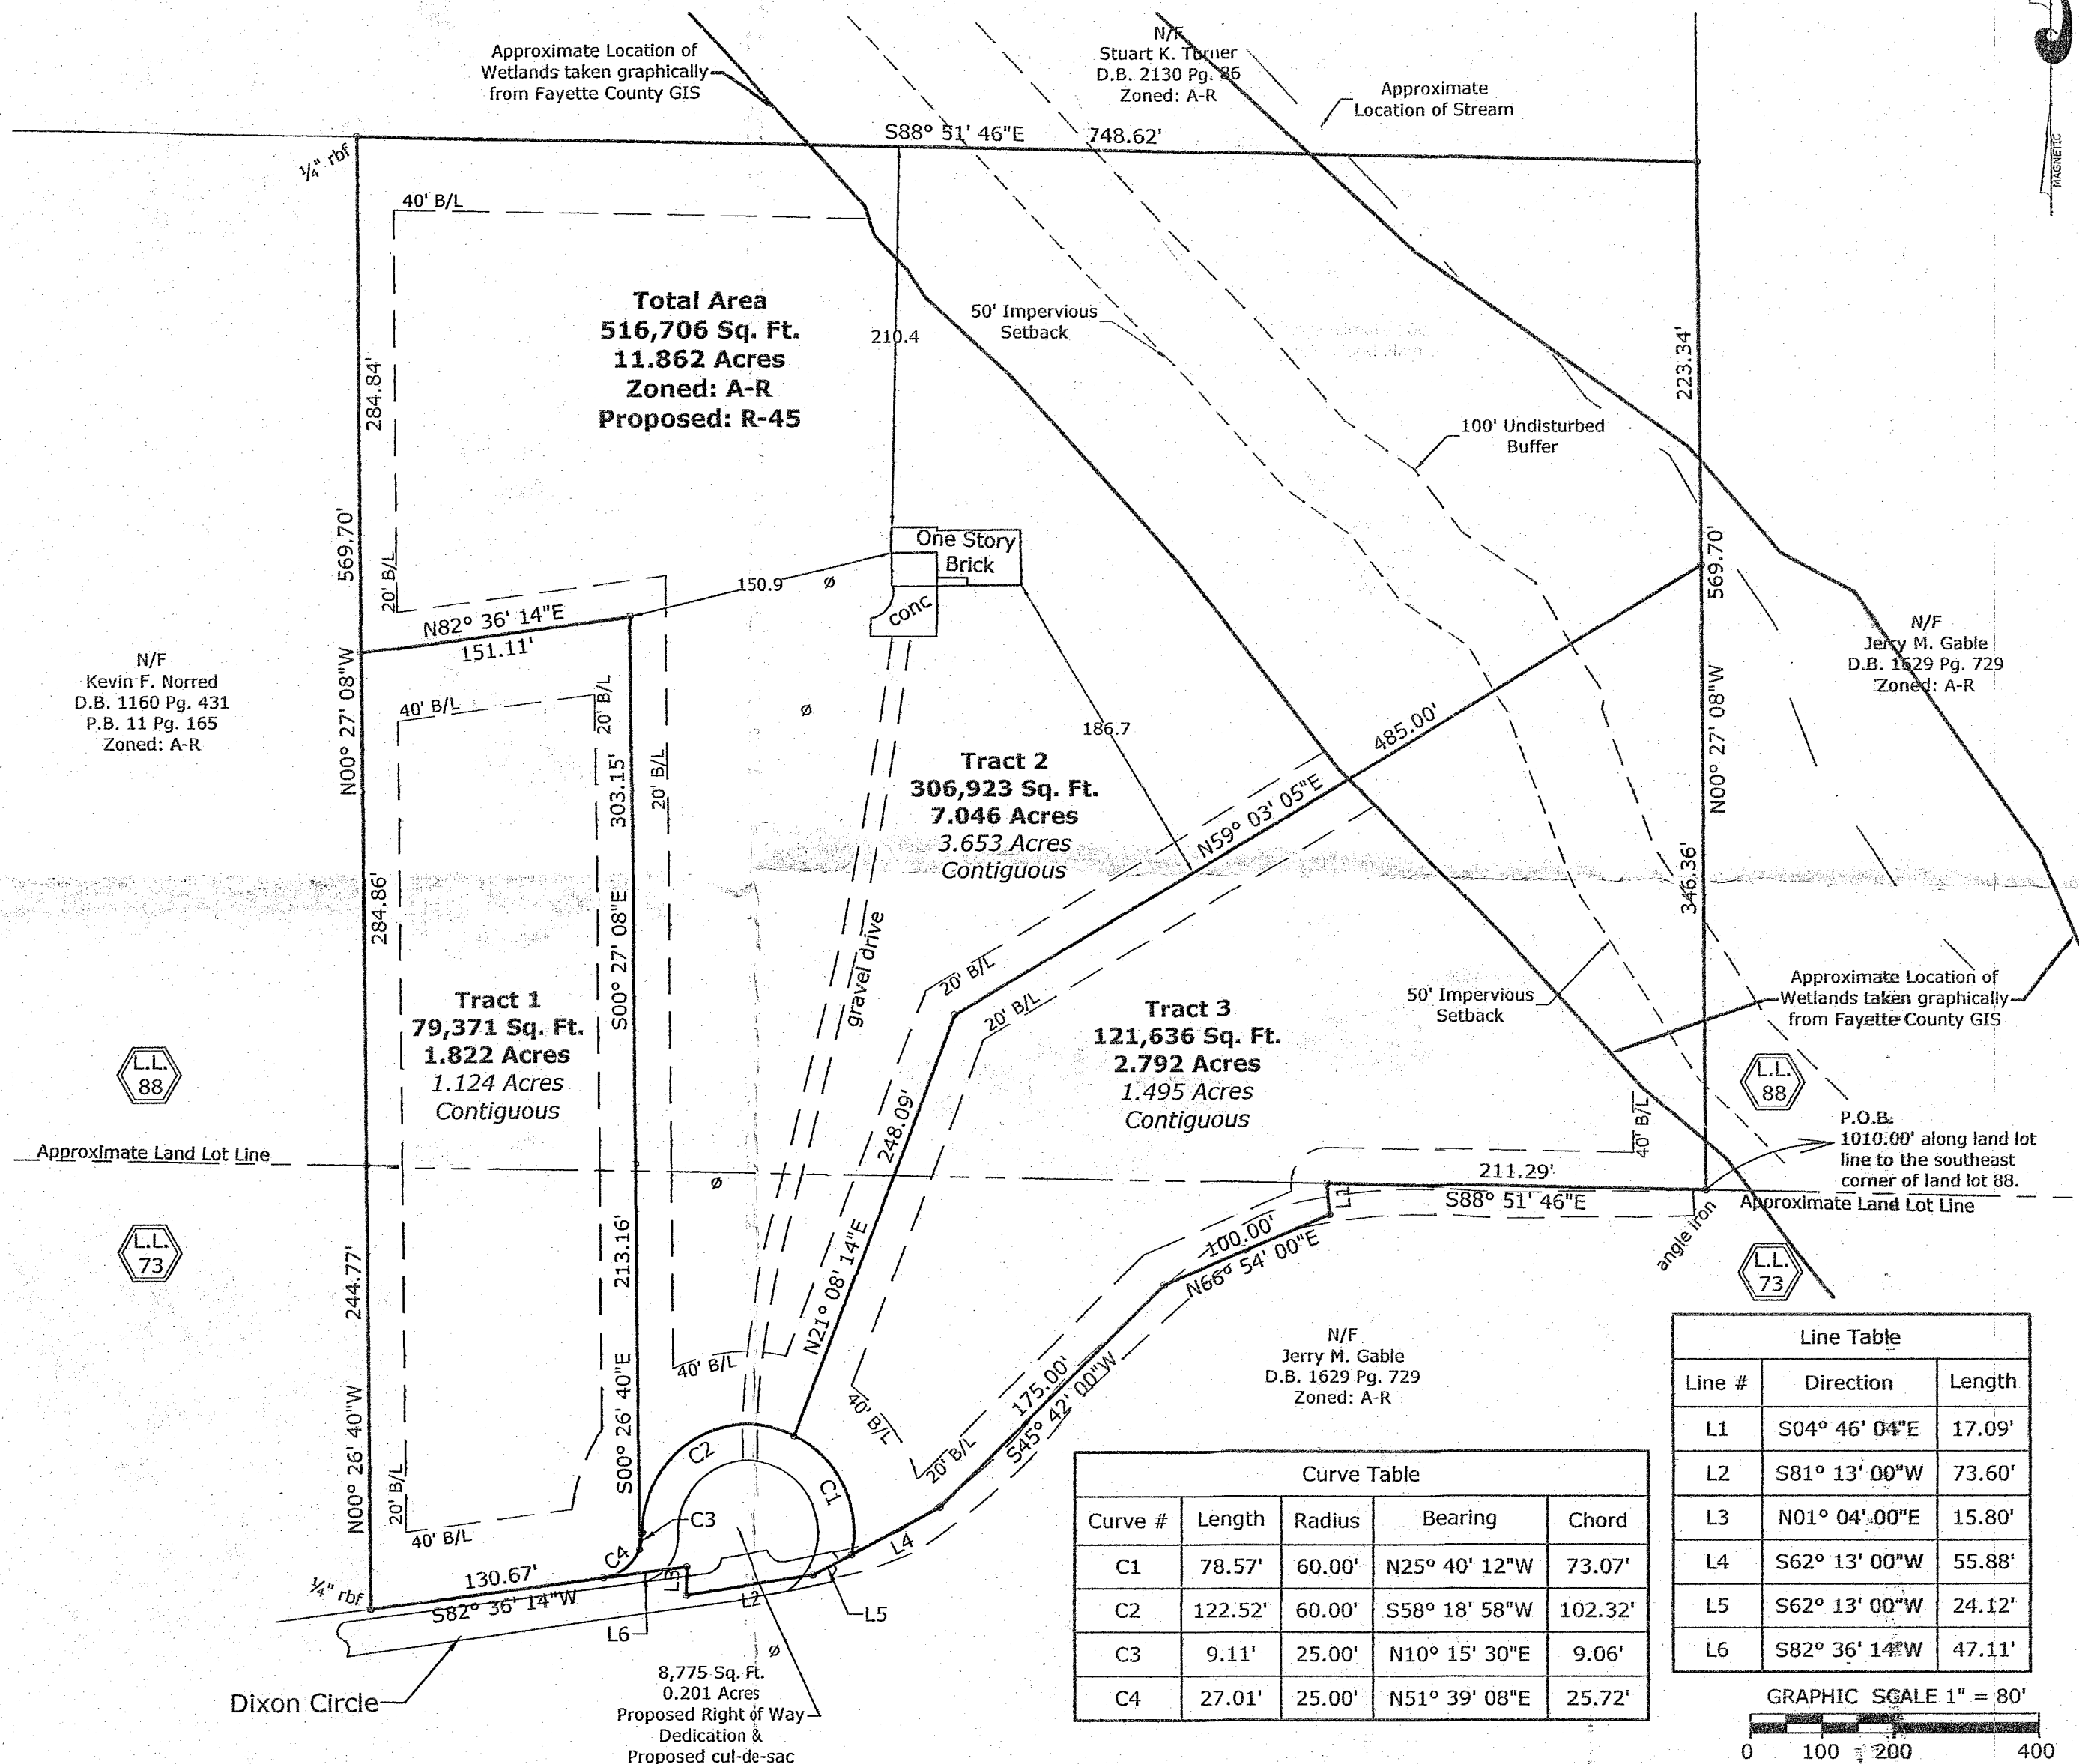 MAGNETIC
Approximate Location of
Wetlands taken graphically
from Fayette County GIS
N/F
Stuart K. Turner
D.B. 2130 Pg. 86
Zoned: A-R
Approximate
Location of Stream
S88° 51' 46"E 748.62'
1/4" rbf
40' B/L
Total Area
516,706 Sq. Ft.
11.862 Acres
Zoned: A-R
Proposed: R-45
210.4
50' Impervious
Setback
284.84'
223.34'
100' Undisturbed
Buffer
569.70'
20' B/L
One Story
Brick
conc
150.9
ø
569.70'
N82° 36' 14"E
151.11'
N/F
Kevin F. Norred
D.B. 1160 Pg. 431
P.B. 11 Pg. 165
Zoned: A-R
N/F
Jerry M. Gable
D.B. 1629 Pg. 729
Zoned: A-R
N00° 27' 08"W
40' B/L
20' B/L
303.15'
20' B/L
ø
186.7
485.00'
N59° 03' 05"E
N00° 27' 08"W
Tract 2
306,923 Sq. Ft.
7.046 Acres
3.653 Acres
Contiguous
346.36'
284.86'
S00° 27' 08"E
gravel drive
20' B/L
20' B/L
Tract 1
79,371 Sq. Ft.
1.822 Acres
1.124 Acres
Contiguous
Tract 3
121,636 Sq. Ft.
2.792 Acres
1.495 Acres
Contiguous
50' Impervious
Setback
Approximate Location of
Wetlands taken graphically
from Fayette County GIS
L.L.
88
L.L.
88
248.09'
40' B/L
P.O.B.
1010.00' along land lot
line to the southeast
corner of land lot 88.
Approximate Land Lot Line
Approximate Land Lot Line
ø
211.29'
S88° 51' 46"E
L1
angle iron
L.L.
73
L.L.
73
244.77'
213.16'
N21° 08' 14"E
100.00'
N66° 54' 00"E
N/F
Jerry M. Gable
D.B. 1629 Pg. 729
Zoned: A-R
N00° 26' 40"W
S00° 26' 40"E
40' B/L
40' B/L
175.00'
S45° 42' 00"W
20' B/L
20' B/L
40' B/L
C2
C1
C3
C4
L4
L3
L2
L5
L6
1/4" rbf
130.67'
S82° 36' 14"W
Dixon Circle
ø
8,775 Sq. Ft.
0.201 Acres
Proposed Right of Way
Dedication &
Proposed cul-de-sac
Curve Table
Curve # Length Radius Bearing Chord
C1 78.57' 60.00' N25° 40' 12"W 73.07'
C2 122.52' 60.00' S58° 18' 58"W 102.32'
C3 9.11' 25.00' N10° 15' 30"E 9.06'
C4 27.01' 25.00' N51° 39' 08"E 25.72'
Line Table
Line # Direction Length
L1 S04° 46' 04"E 17.09'
L2 S81° 13' 00"W 73.60'
L3 N01° 04' 00"E 15.80'
L4 S62° 13' 00"W 55.88'
L5 S62° 13' 00"W 24.12'
L6 S82° 36' 14"W 47.11'
GRAPHIC SCALE 1" = 80'
0 100 200 400